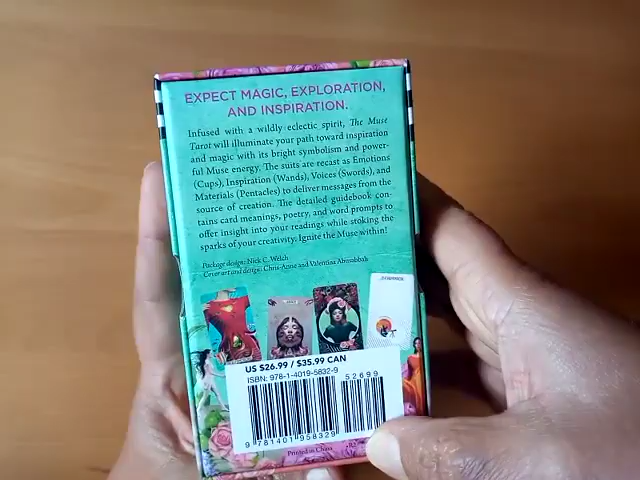 EXPECT MAGIC, EXPLORATION,
AND INSPIRATION.
Infused with a wildly eclectic spirit, The Muse
Tarot will illuminate your path toward inspiration
and magic with its bright symbolism and power-
ful Muse energy. The suits are recast as Emotions
(Cups), Inspiration (Wands), Voices (Swords), and
Materials (Pentacles) to deliver messages from the
source of creation. The detailed guidebook con-
tains card meanings, poetry, and word prompts to
offer insight into your readings while stoking the
sparks of your creativity. Ignite the Muse within!
Package design: Nick C. Welch
Cover art and design: Chris-Anne and Valentina Abusabbah
US $26.99 / $35.99 CAN
ISBN: 978-1-4019-5832-9
52699
9 781401 958329
Printed in China